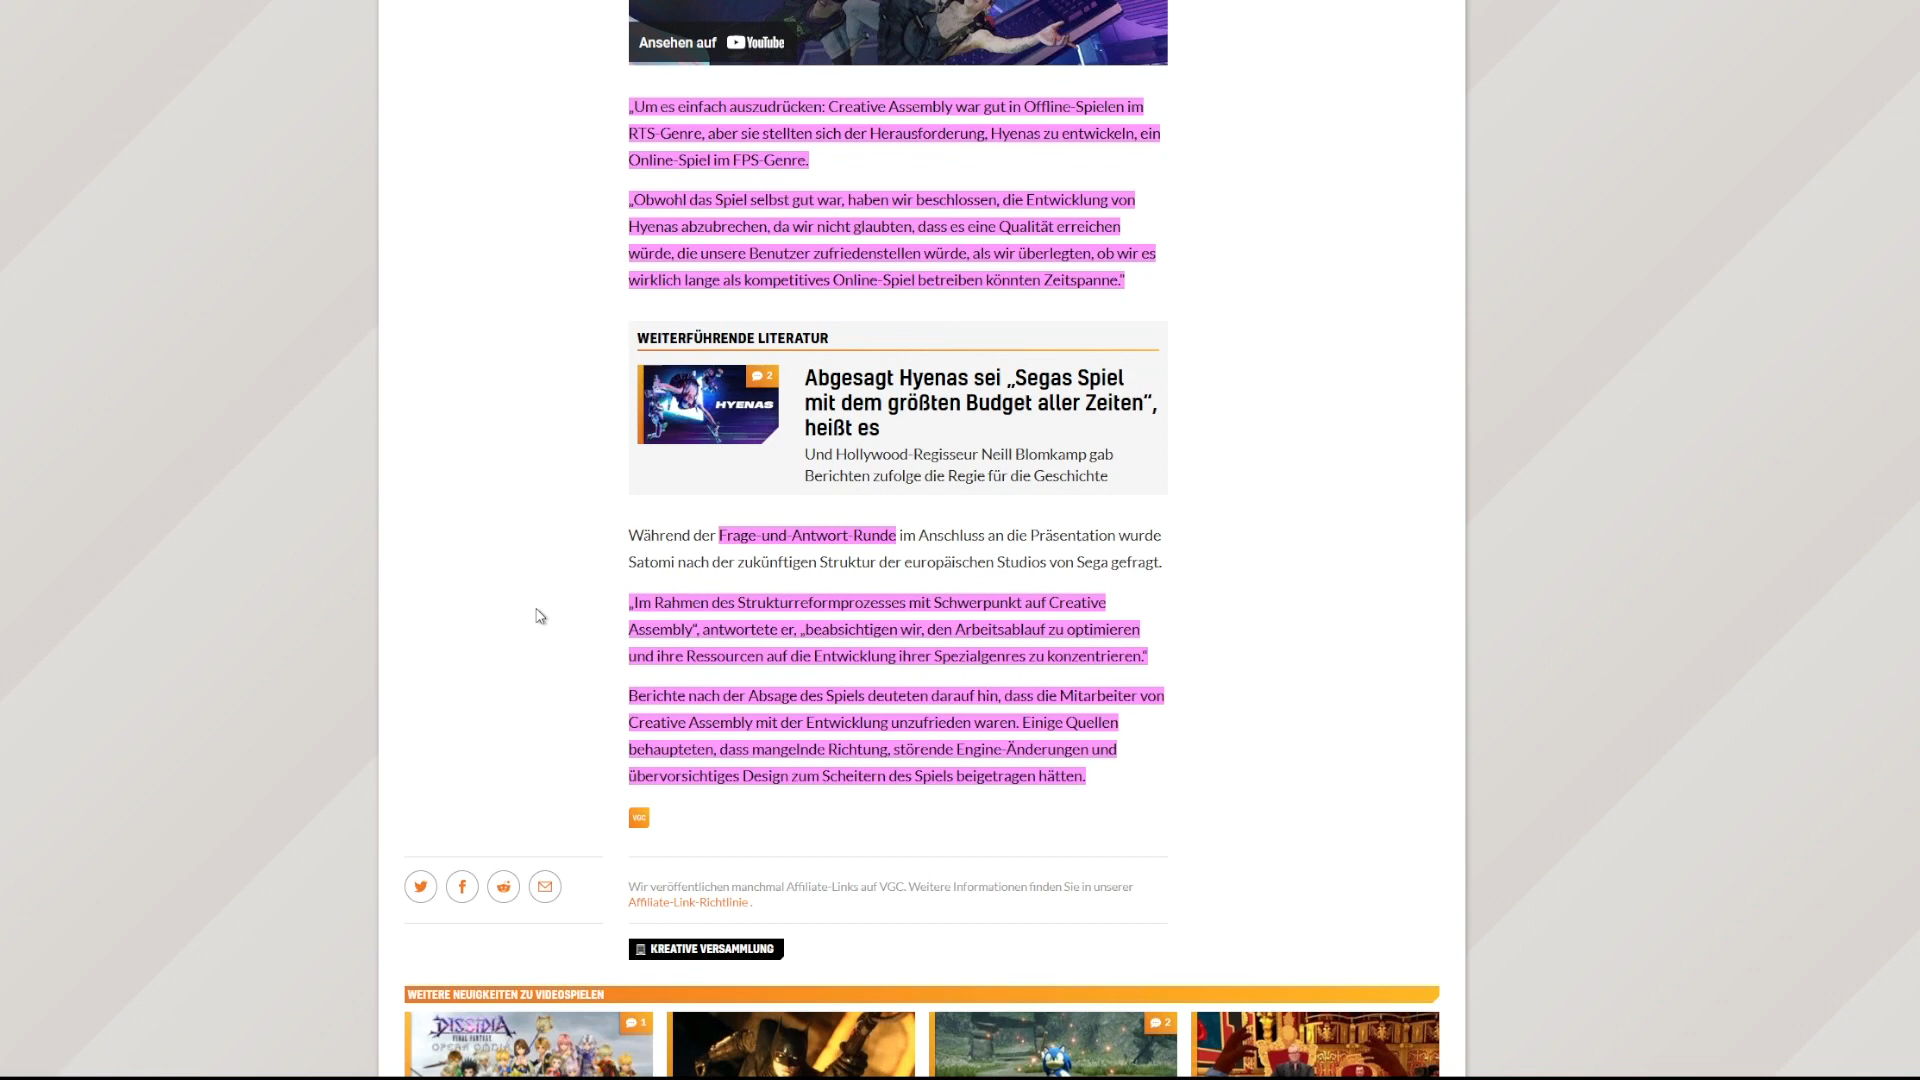 Ansehen auf YouTube
„Um es einfach auszudrücken: Creative Assembly war gut in Offline-Spielen im
RTS-Genre, aber sie stellten sich der Herausforderung, Hyenas zu entwickeln, ein
Online-Spiel im FPS-Genre.
„Obwohl das Spiel selbst gut war, haben wir beschlossen, die Entwicklung von
Hyenas abzubrechen, da wir nicht glaubten, dass es eine Qualität erreichen
würde, die unsere Benutzer zufriedenstellen würde, als wir überlegten, ob wir es
wirklich lange als kompetitives Online-Spiel betreiben könnten Zeitspanne."
WEITERFÜHRENDE LITERATUR
2
HYENAS
Abgesagt Hyenas sei „Segas Spiel
mit dem größten Budget aller Zeiten“,
heißt es
Und Hollywood-Regisseur Neill Blomkamp gab
Berichten zufolge die Regie für die Geschichte
Während der Frage-und-Antwort-Runde im Anschluss an die Präsentation wurde
Satomi nach der zukünftigen Struktur der europäischen Studios von Sega gefragt.
„Im Rahmen des Strukturreformprozesses mit Schwerpunkt auf Creative
Assembly“, antwortete er, „beabsichtigen wir, den Arbeitsablauf zu optimieren
und ihre Ressourcen auf die Entwicklung ihrer Spezialgenres zu konzentrieren.“
Berichte nach der Absage des Spiels deuteten darauf hin, dass die Mitarbeiter von
Creative Assembly mit der Entwicklung unzufrieden waren. Einige Quellen
behaupteten, dass mangelnde Richtung, störende Engine-Änderungen und
übervorsichtiges Design zum Scheitern des Spiels beigetragen hätten.
VGC
Wir veröffentlichen manchmal Affiliate-Links auf VGC. Weitere Informationen finden Sie in unserer
Affiliate-Link-Richtlinie .
KREATIVE VERSAMMLUNG
WEITERE NEUIGKEITEN ZU VIDEOSPIELEN
DISSIDIA
FINAL FANTASY
OPERA OMNIA
1
2